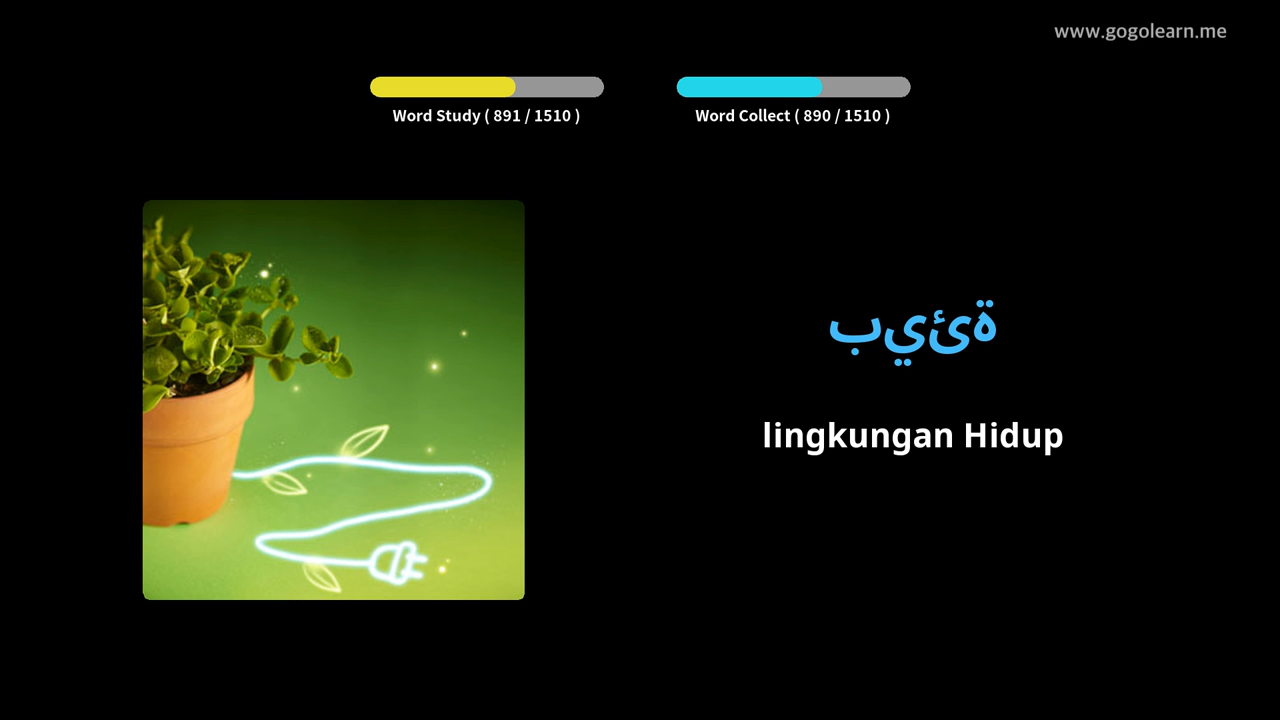 www.gogolearn.me
Word Study ( 891 / 1510 )
Word Collect ( 890 / 1510 )
بيئة
lingkungan Hidup